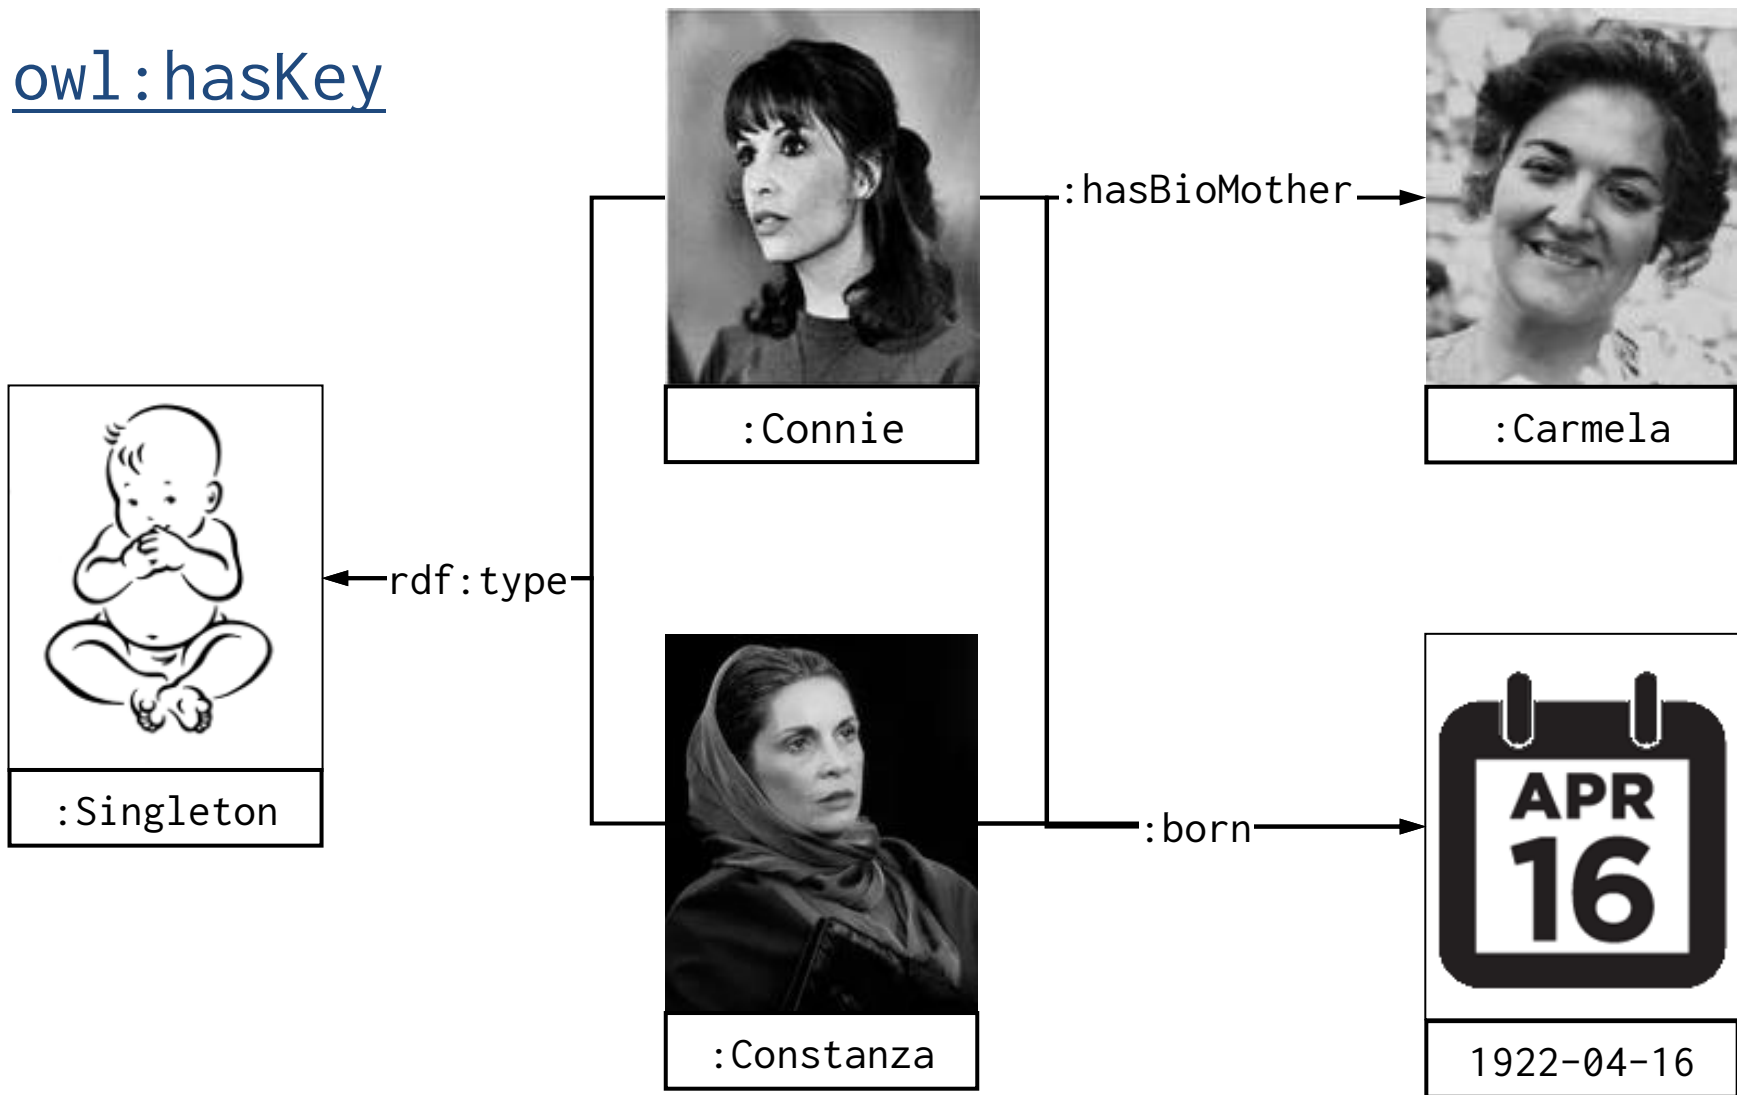 owl:hasKey
:hasBioMother
:Connie
:Carmela
rdf:type
:Singleton
APR
16
:born
:Constanza
1922-04-16